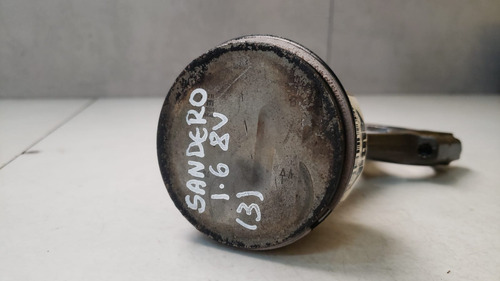 SANDERO
1.6 8V
(3)